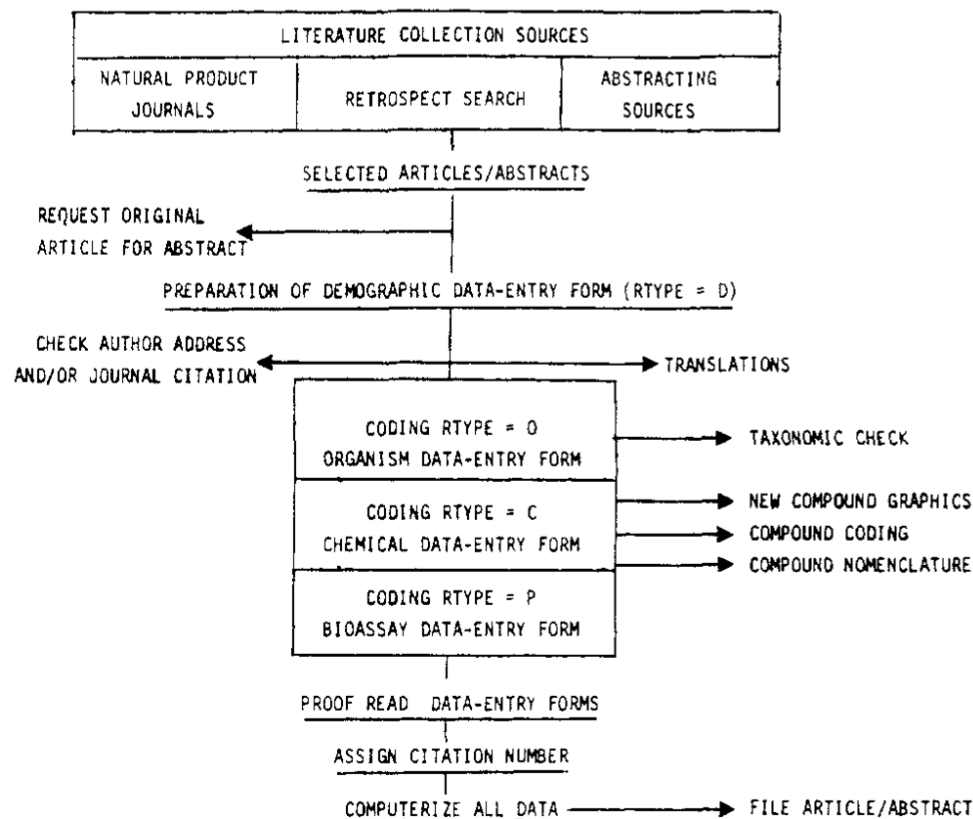 LITERATURE COLLECTION SOURCES
NATURAL PRODUCT
JOURNALS
RETROSPECT SEARCH
ABSTRACTING
SOURCES
SELECTED ARTICLES/ABSTRACTS
REQUEST ORIGINAL
ARTICLE FOR ABSTRACT
PREPARATION OF DEMOGRAPHIC DATA-ENTRY FORM (RTYPE = D)
CHECK AUTHOR ADDRESS
AND/OR JOURNAL CITATION
TRANSLATIONS
CODING RTYPE = O
ORGANISM DATA-ENTRY FORM
TAXONOMIC CHECK
CODING RTYPE = C
CHEMICAL DATA-ENTRY FORM
NEW COMPOUND GRAPHICS
COMPOUND CODING
COMPOUND NOMENCLATURE
CODING RTYPE = P
BIOASSAY DATA-ENTRY FORM
PROOF READ DATA-ENTRY FORMS
ASSIGN CITATION NUMBER
COMPUTERIZE ALL DATA
FILE ARTICLE/ABSTRACT